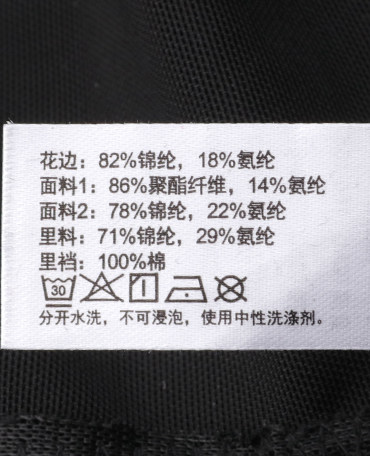 花边：82%锦纶，18%氨纶
面料1：86%聚酯纤维，14%氨纶
面料2：78%锦纶，22%氨纶
里料：71%锦纶，29%氨纶
里裆：100%棉
30
分开水洗，不可浸泡，使用中性洗涤剂。